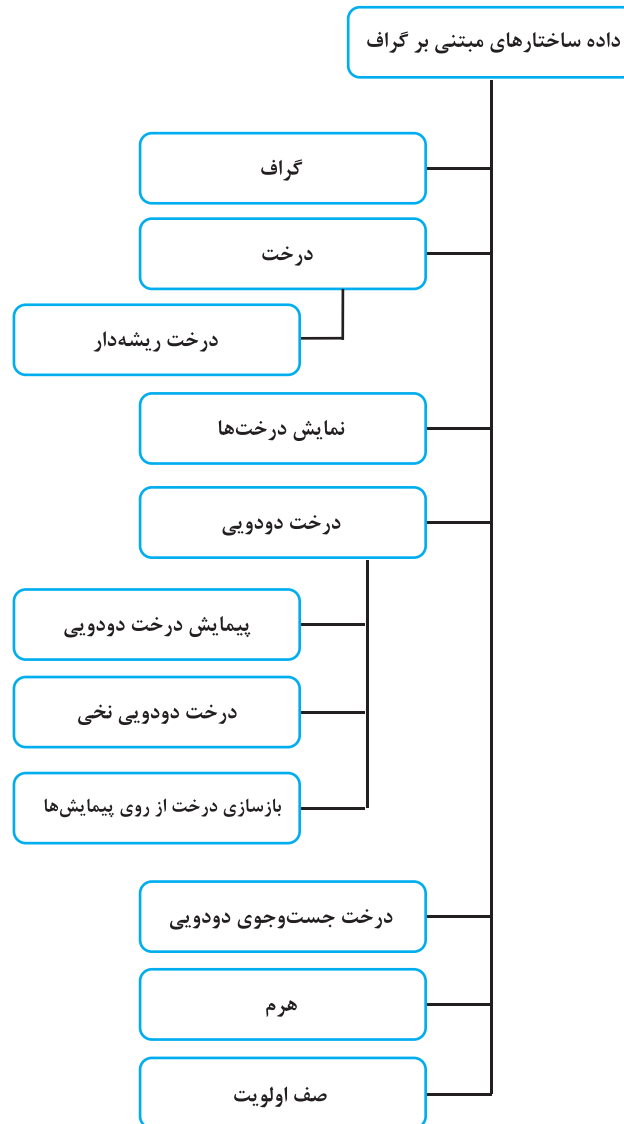 داده ساختارهای مبتنی بر گراف
گراف
درخت
درخت ریشه‌دار
نمایش درخت‌ها
درخت دودویی
پیمایش درخت دودویی
درخت دودویی نخی
بازسازی درخت از روی پیمایش‌ها
درخت جست‌وجوی دودویی
هرم
صف اولویت